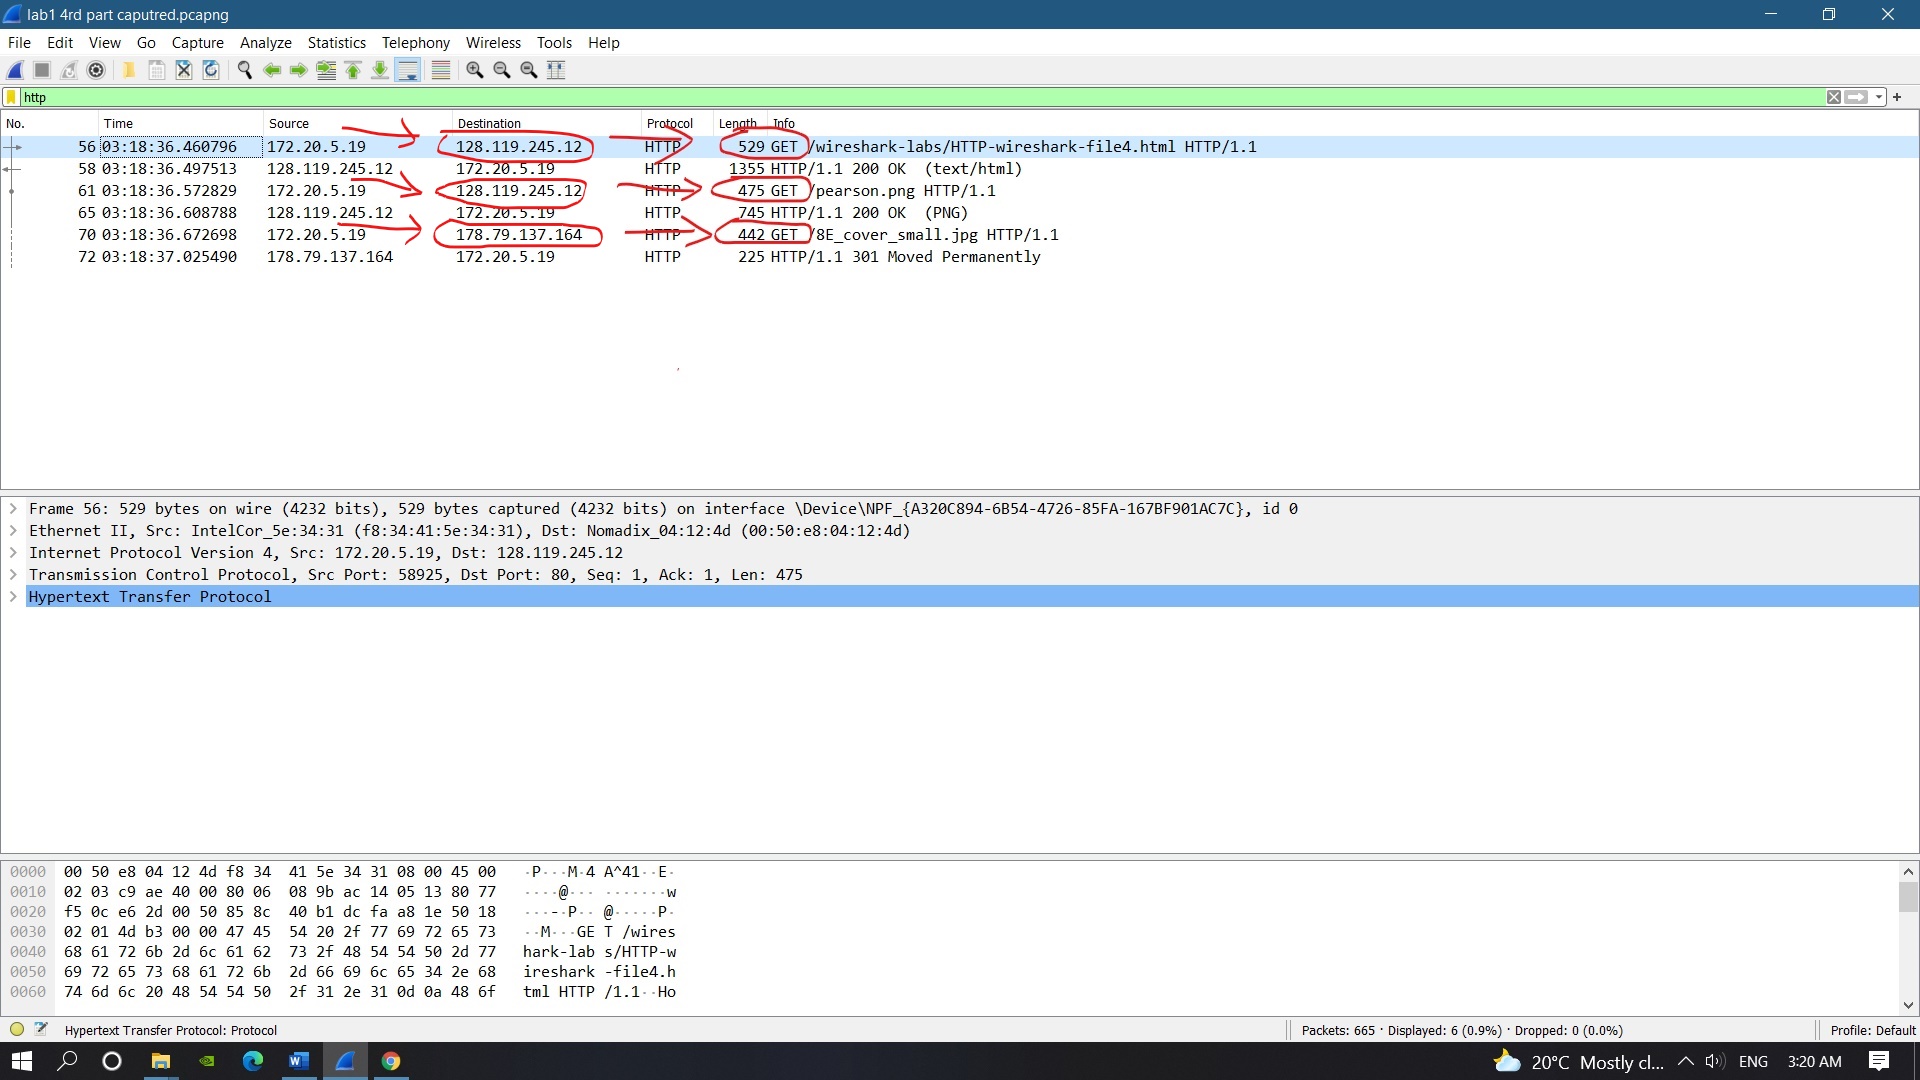 lab1 4rd part caputred.pcapng
File Edit View Go Capture Analyze Statistics Telephony Wireless Tools Help
http
No. Time Source Destination Protocol Length Info
56 03:18:36.460796 172.20.5.19 128.119.245.12 HTTP 529 GET /wireshark-labs/HTTP-wireshark-file4.html HTTP/1.1
58 03:18:36.497513 128.119.245.12 172.20.5.19 HTTP 1355 HTTP/1.1 200 OK (text/html)
61 03:18:36.572829 172.20.5.19 128.119.245.12 HTTP 475 GET /pearson.png HTTP/1.1
65 03:18:36.608788 128.119.245.12 172.20.5.19 HTTP 745 HTTP/1.1 200 OK (PNG)
70 03:18:36.672698 172.20.5.19 178.79.137.164 HTTP 442 GET /8E_cover_small.jpg HTTP/1.1
72 03:18:37.025490 178.79.137.164 172.20.5.19 HTTP 225 HTTP/1.1 301 Moved Permanently
Frame 56: 529 bytes on wire (4232 bits), 529 bytes captured (4232 bits) on interface \Device\NPF_{A320C894-6B54-4726-85FA-167BF901AC7C}, id 0
Ethernet II, Src: IntelCor_5e:34:31 (f8:34:41:5e:34:31), Dst: Nomadix_04:12:4d (00:50:e8:04:12:4d)
Internet Protocol Version 4, Src: 172.20.5.19, Dst: 128.119.245.12
Transmission Control Protocol, Src Port: 58925, Dst Port: 80, Seq: 1, Ack: 1, Len: 475
Hypertext Transfer Protocol
0000 00 50 e8 04 12 4d f8 34 41 5e 34 31 08 00 45 00 ·P···M·4 A^41··E·
0010 02 03 c9 ae 40 00 80 06 08 9b ac 14 05 13 80 77 ····@··· ·······w
0020 f5 0c e6 2d 00 50 85 8c 40 b1 dc fa a8 1e 50 18 ···-·P·· @·····P·
0030 02 01 4d b3 00 00 47 45 54 20 2f 77 69 72 65 73 ··M···GE T /wires
0040 68 61 72 6b 2d 6c 61 62 73 2f 48 54 54 50 2d 77 hark-lab s/HTTP-w
0050 69 72 65 73 68 61 72 6b 2d 66 69 6c 65 34 2e 68 ireshark -file4.h
0060 74 6d 6c 20 48 54 54 50 2f 31 2e 31 0d 0a 48 6f tml HTTP /1.1··Ho
Hypertext Transfer Protocol: Protocol Packets: 665 · Displayed: 6 (0.9%) · Dropped: 0 (0.0%) Profile: Default
20°C Mostly cl... ENG 3:20 AM